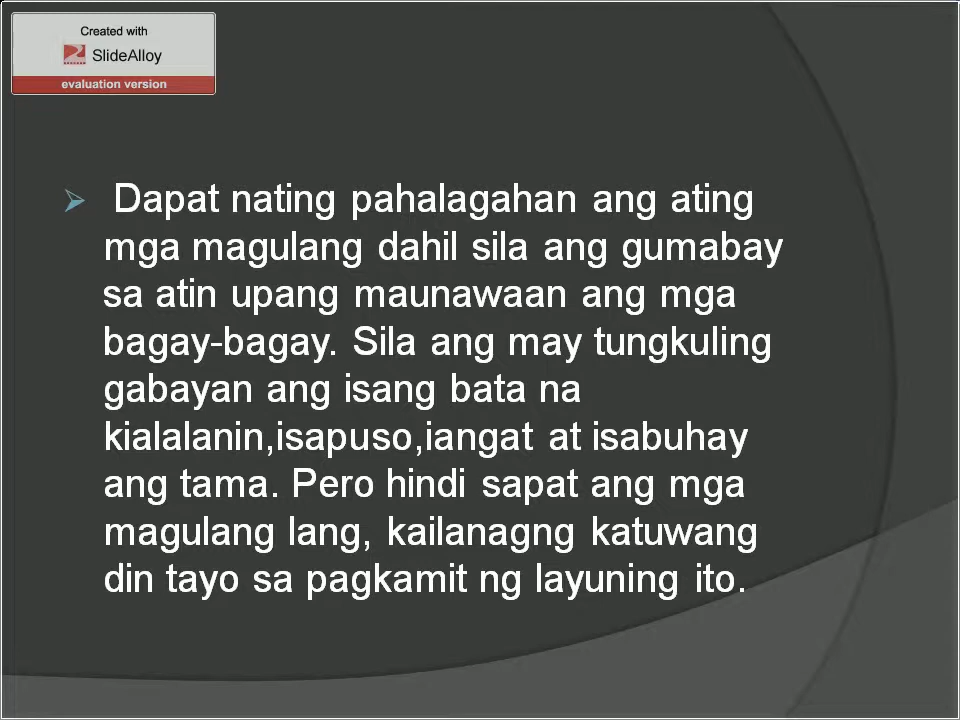 Created with
SlideAlloy
evaluation version
Dapat nating pahalagahan ang ating
mga magulang dahil sila ang gumabay
sa atin upang maunawaan ang mga
bagay-bagay. Sila ang may tungkuling
gabayan ang isang bata na
kialalanin,isapuso,iangat at isabuhay
ang tama. Pero hindi sapat ang mga
magulang lang, kailanagng katuwang
din tayo sa pagkamit ng layuning ito.